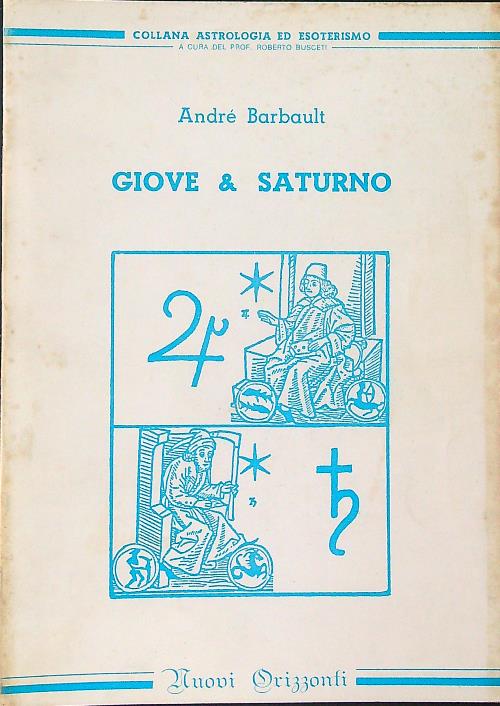 COLLANA ASTROLOGIA ED ESOTERISMO
A CURA DEL PROF. ROBERTO BUSCETI
André Barbault
GIOVE & SATURNO
♃
♄
Nuovi Orizzonti